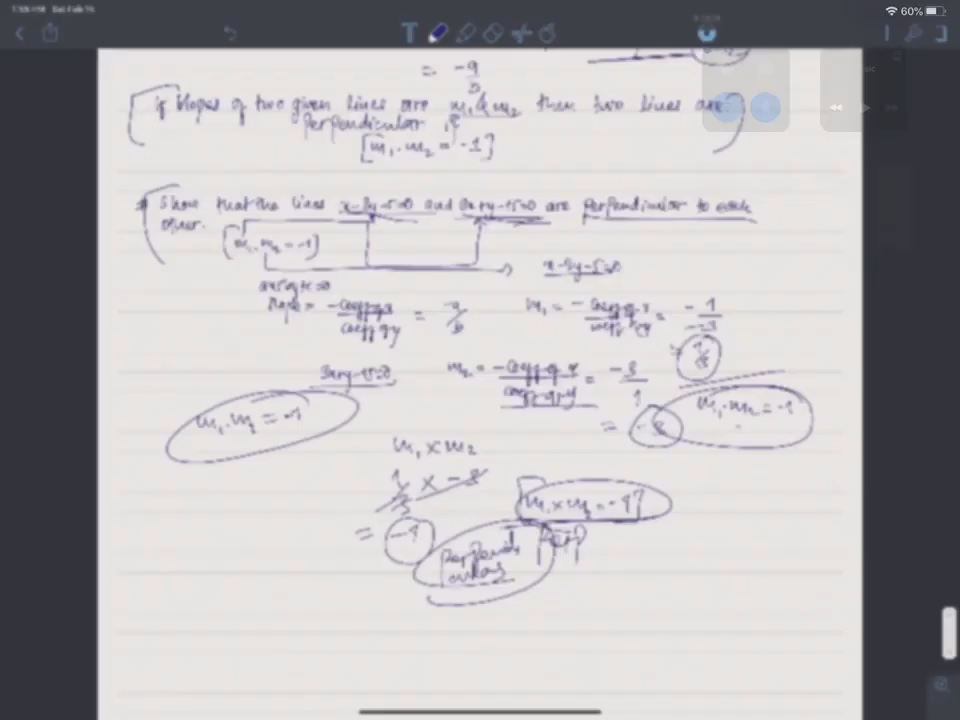 60%
= -9
If slopes of two given lines are m₁ & m₂ then two lines are
perpendicular if
[m₁. m₂ = -1]
Show that the lines x-3y-5=0 and 3x+y-15=0 are perpendicular to each
other.
[m₁. m₂ = -1]
x-3y-5=0
ax+by+c=0
slope = -coeff of x / coeff of y =
m₁ = - coeff of x / coeff of y = - 1 / -3
= 1/3
3x+y-15=0
m₂ = -coeff of x / coeff of y = -3 / 1
= -3
m₁. m₂ = -1
m₁. m₂ = -1
m₁ × m₂
1/3 × -3
m₁ × m₂ = -1
= -1
perpendi
culars